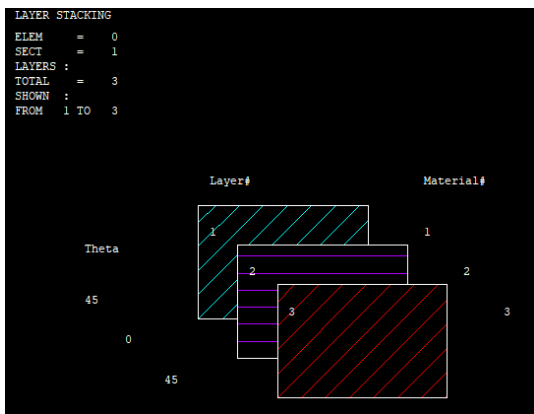 LAYER STACKING
ELEM = 0
SECT = 1
LAYERS :
TOTAL = 3
SHOWN :
FROM 1 TO 3
Layer# Material#
1 1
Theta
2 2
45
3 3
0
45